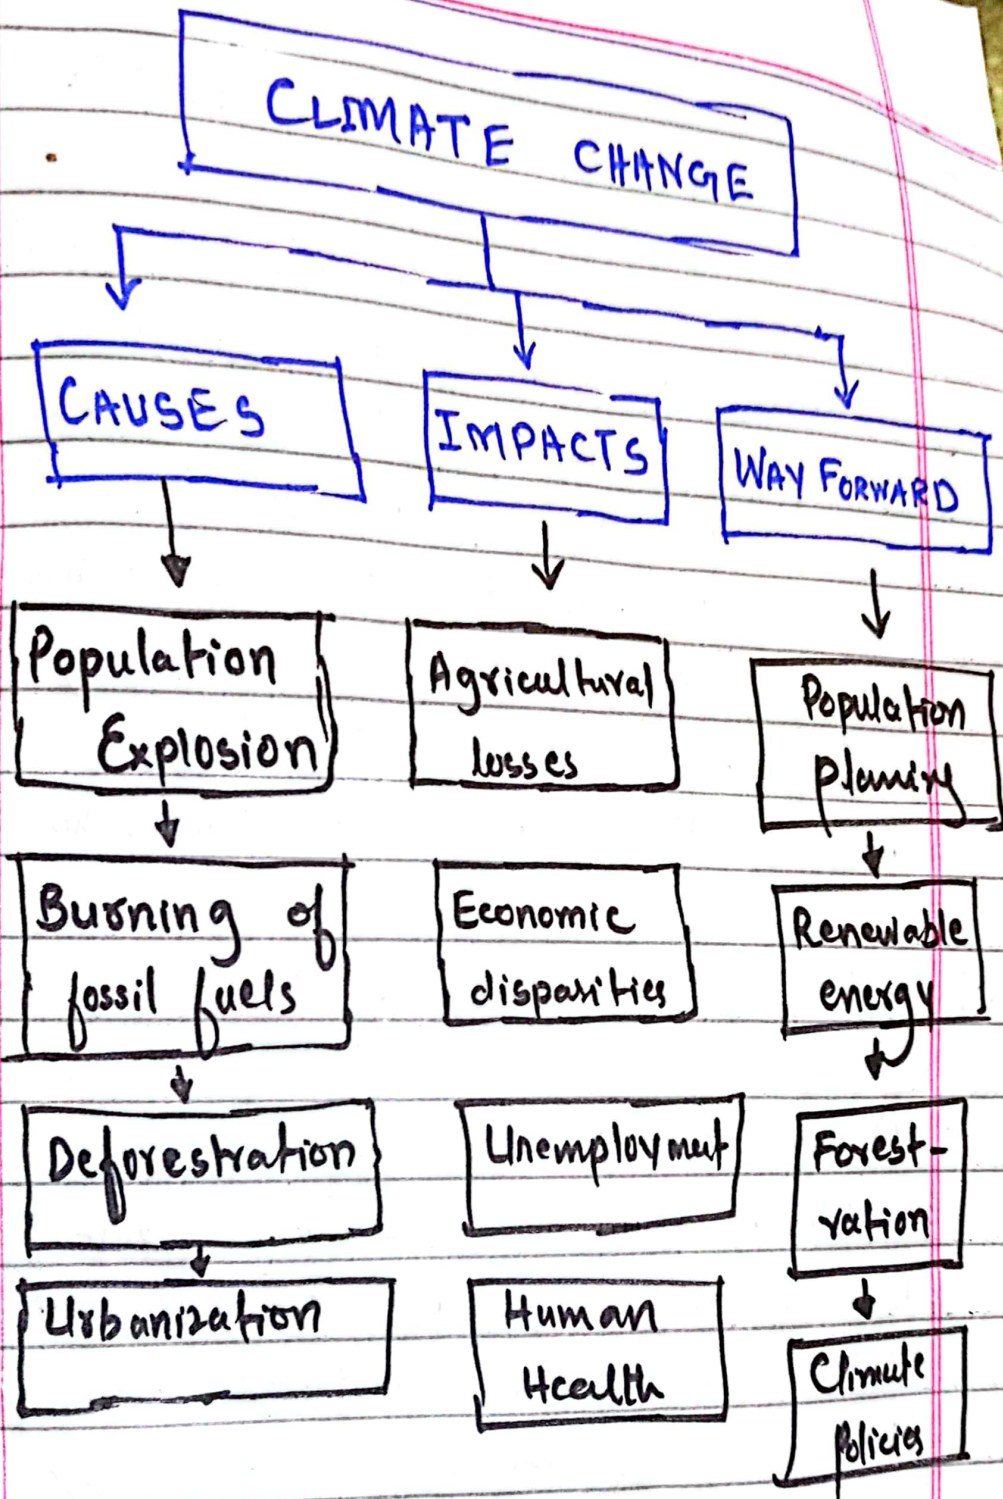 CLIMATE CHANGE
CAUSES
IMPACTS
WAY FORWARD
Population
Explosion
Burning of
fossil fuels
Deforestration
Urbanization
Agricultural
losses
Economic
disparities
Unemployment
Human
Health
Population
planing
Renewable
energy
Forest-
ration
Climate
policies